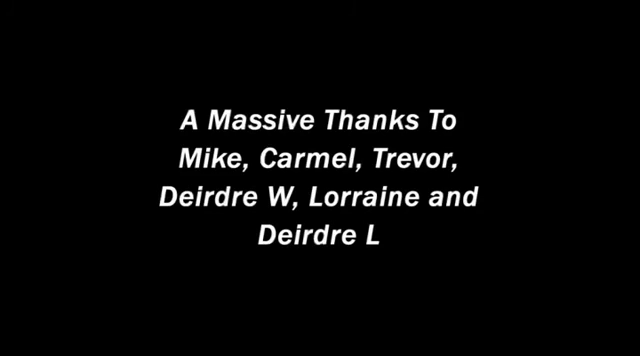 A Massive Thanks To
Mike, Carmel, Trevor,
Deirdre W, Lorraine and
Deirdre L